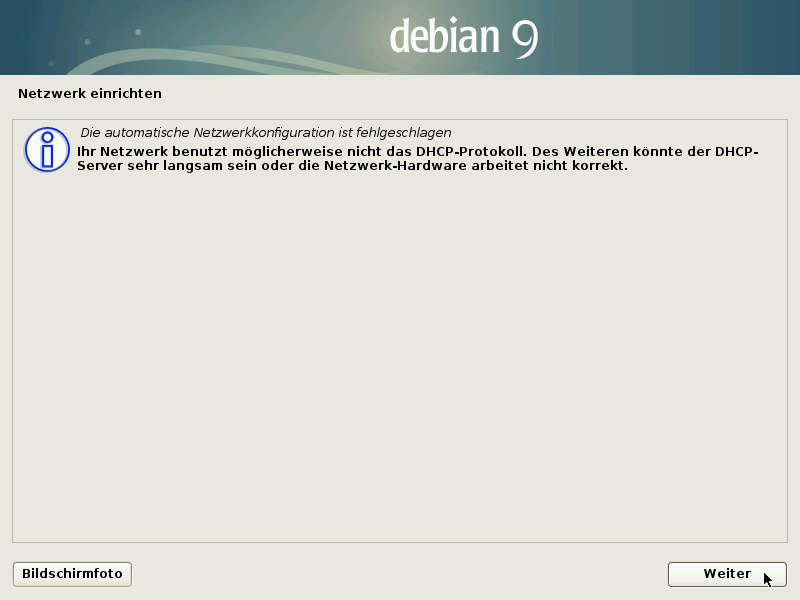 debian 9
Netzwerk einrichten
Die automatische Netzwerkkonfiguration ist fehlgeschlagen
Ihr Netzwerk benutzt möglicherweise nicht das DHCP-Protokoll. Des Weiteren könnte der DHCP-
Server sehr langsam sein oder die Netzwerk-Hardware arbeitet nicht korrekt.
Bildschirmfoto
Weiter